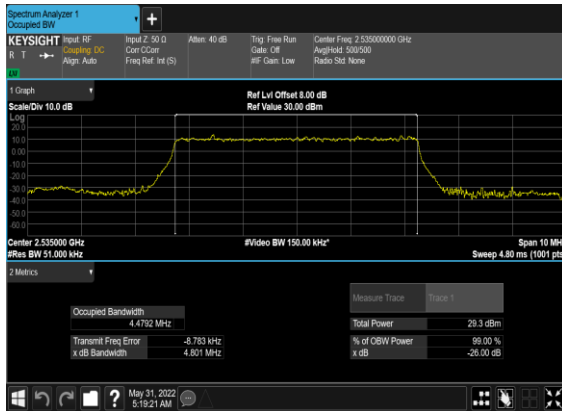 Spectrum Analyzer 1
Occupied BW
KEYSIGHT Input: RF Input Z: 50 Ω Atten: 40 dB Trig: Free Run Center Freq: 2.535000000 GHz
R T Coupling: DC Corr CCorr Gate: Off Avg|Hold: 500/500
Align: Auto Freq Ref: Int (S) #IF Gain: Low Radio Std: None
LXI
1 Graph
Ref Lvl Offset 8.00 dB
Scale/Div 10.0 dB Ref Value 30.00 dBm
Log
20.0
10.0
0.00
-10.0
-20.0
-30.0
-40.0
-50.0
-60.0
Center 2.535000 GHz #Video BW 150.00 kHz* Span 10 MH
#Res BW 51.000 kHz Sweep 4.80 ms (1001 pts
2 Metrics
Measure Trace Trace 1
Occupied Bandwidth
4.4792 MHz Total Power 29.3 dBm
Transmit Freq Error -8.783 kHz % of OBW Power 99.00 %
x dB Bandwidth 4.801 MHz x dB -26.00 dB
May 31, 2022
5:19:21 AM